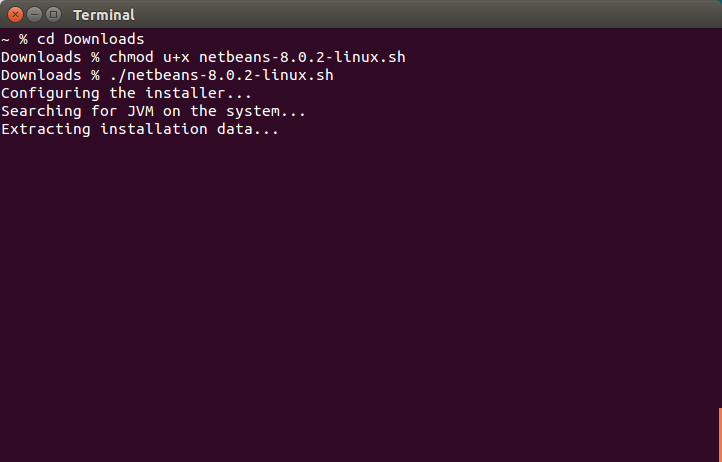 Terminal
~ % cd Downloads
Downloads % chmod u+x netbeans-8.0.2-linux.sh
Downloads % ./netbeans-8.0.2-linux.sh
Configuring the installer...
Searching for JVM on the system...
Extracting installation data...